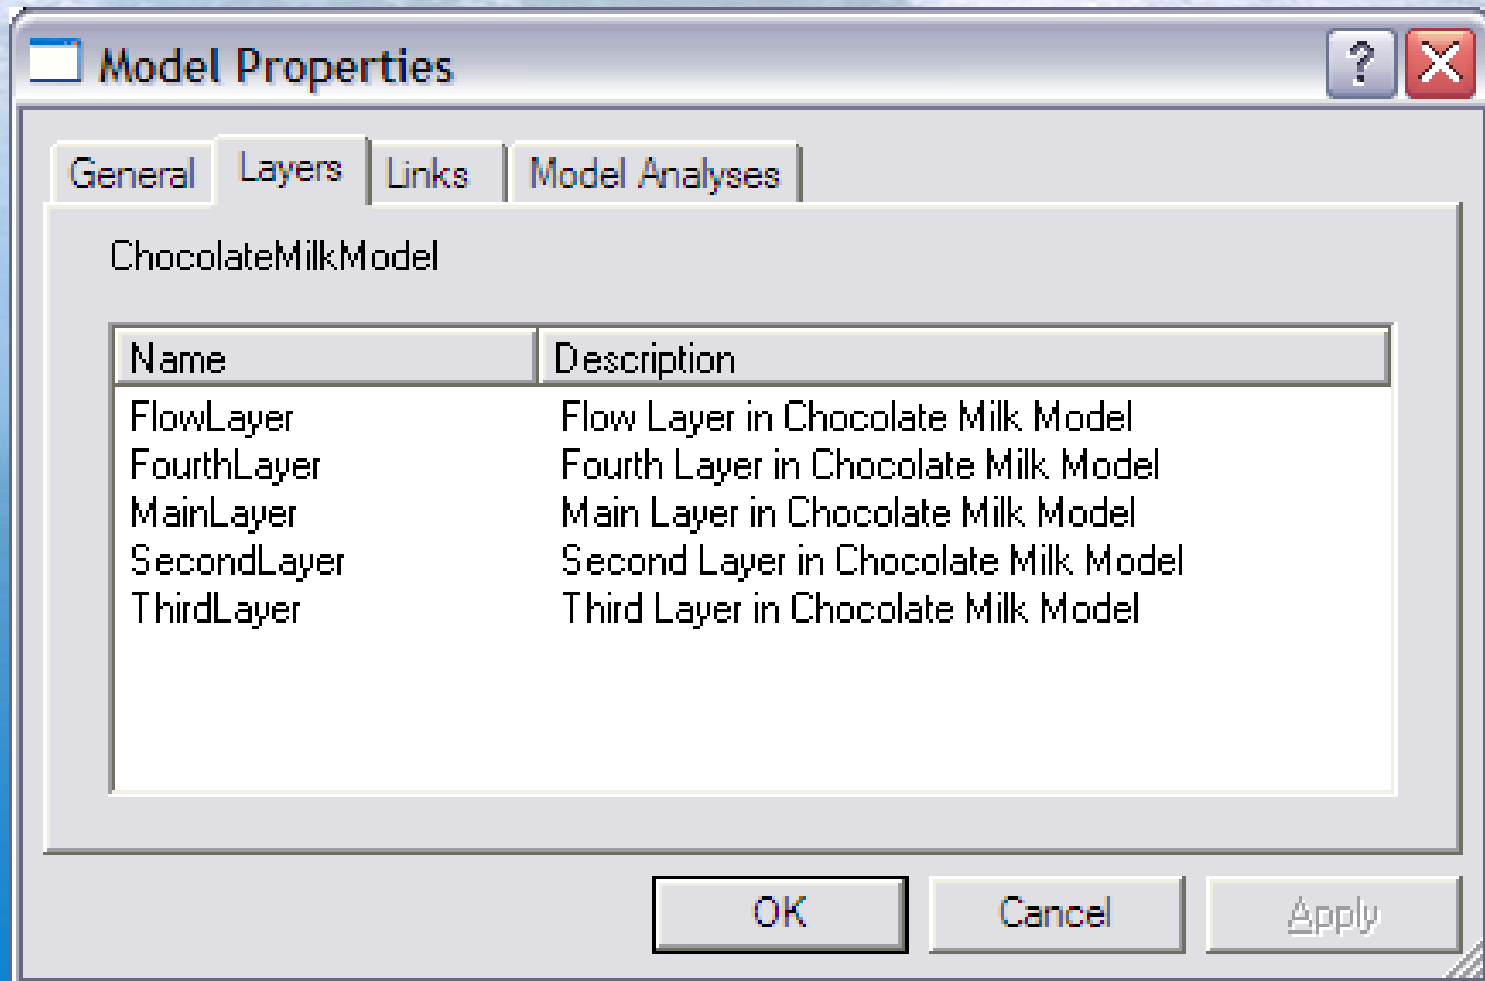 Model Properties
General Layers Links Model Analyses
ChocolateMilkModel
Name Description
FlowLayer Flow Layer in Chocolate Milk Model
FourthLayer Fourth Layer in Chocolate Milk Model
MainLayer Main Layer in Chocolate Milk Model
SecondLayer Second Layer in Chocolate Milk Model
ThirdLayer Third Layer in Chocolate Milk Model
OK Cancel Apply